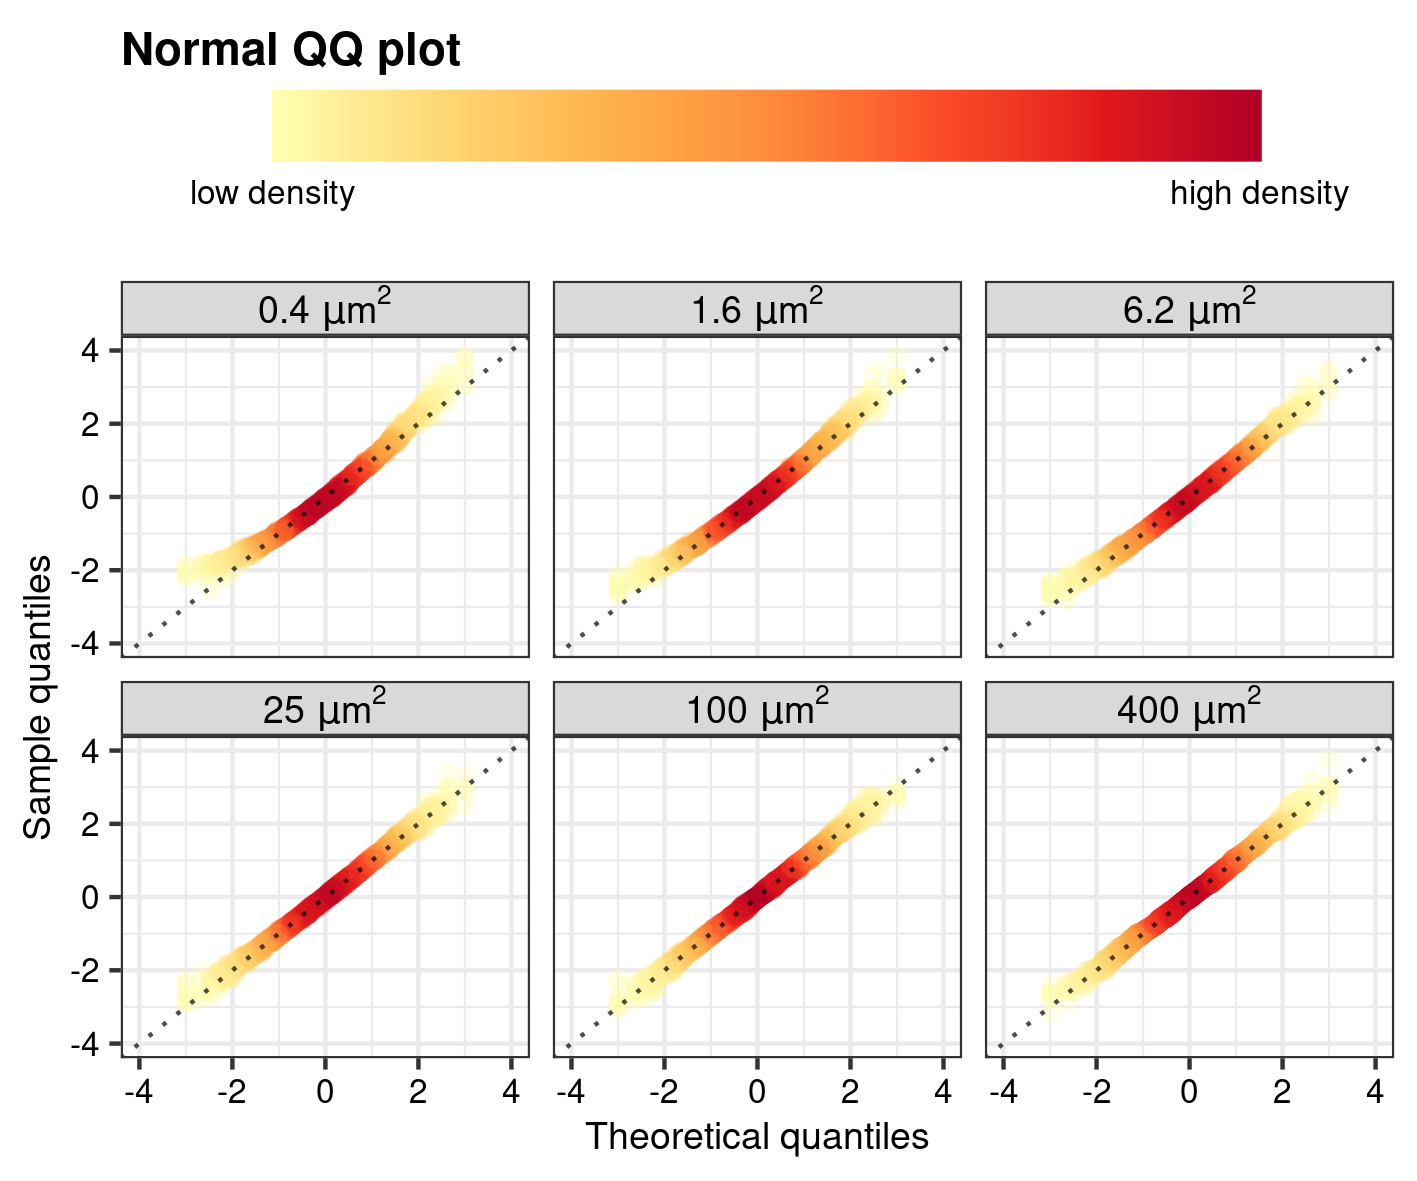 Normal QQ plot
low density
high density
0.4 µm²
1.6 µm²
6.2 µm²
4
2
0
-2
-4
25 µm²
100 µm²
400 µm²
4
2
0
-2
-4
Sample quantiles
-4 -2 0 2 4
-4 -2 0 2 4
-4 -2 0 2 4
Theoretical quantiles